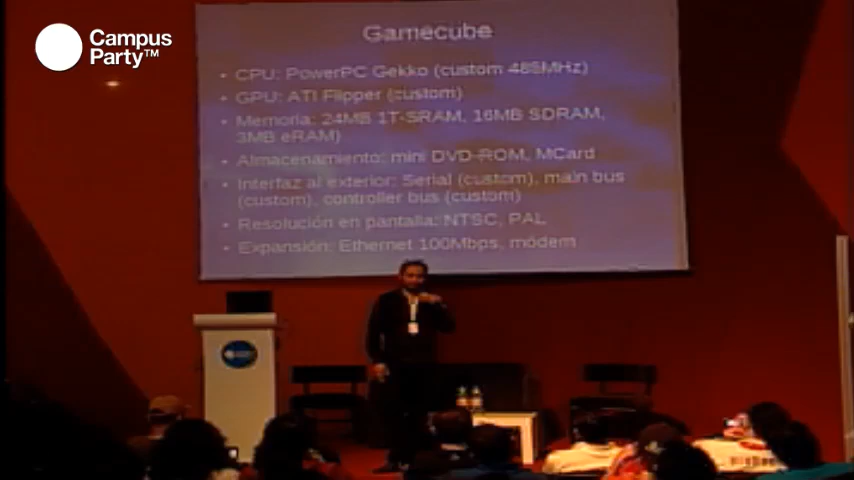 Campus
Party™
Gamecube
• CPU: PowerPC Gekko (custom 485MHz)
• GPU: ATI Flipper (custom)
• Memoria: 24MB 1T-SRAM, 16MB SDRAM,
3MB eRAM)
• Almacenamiento: mini DVD-ROM, MCard
• Interfaz al exterior: Serial (custom), main bus
(custom), controller bus (custom)
• Resolución en pantalla: NTSC, PAL
• Expansión: Ethernet 100Mbps, módem